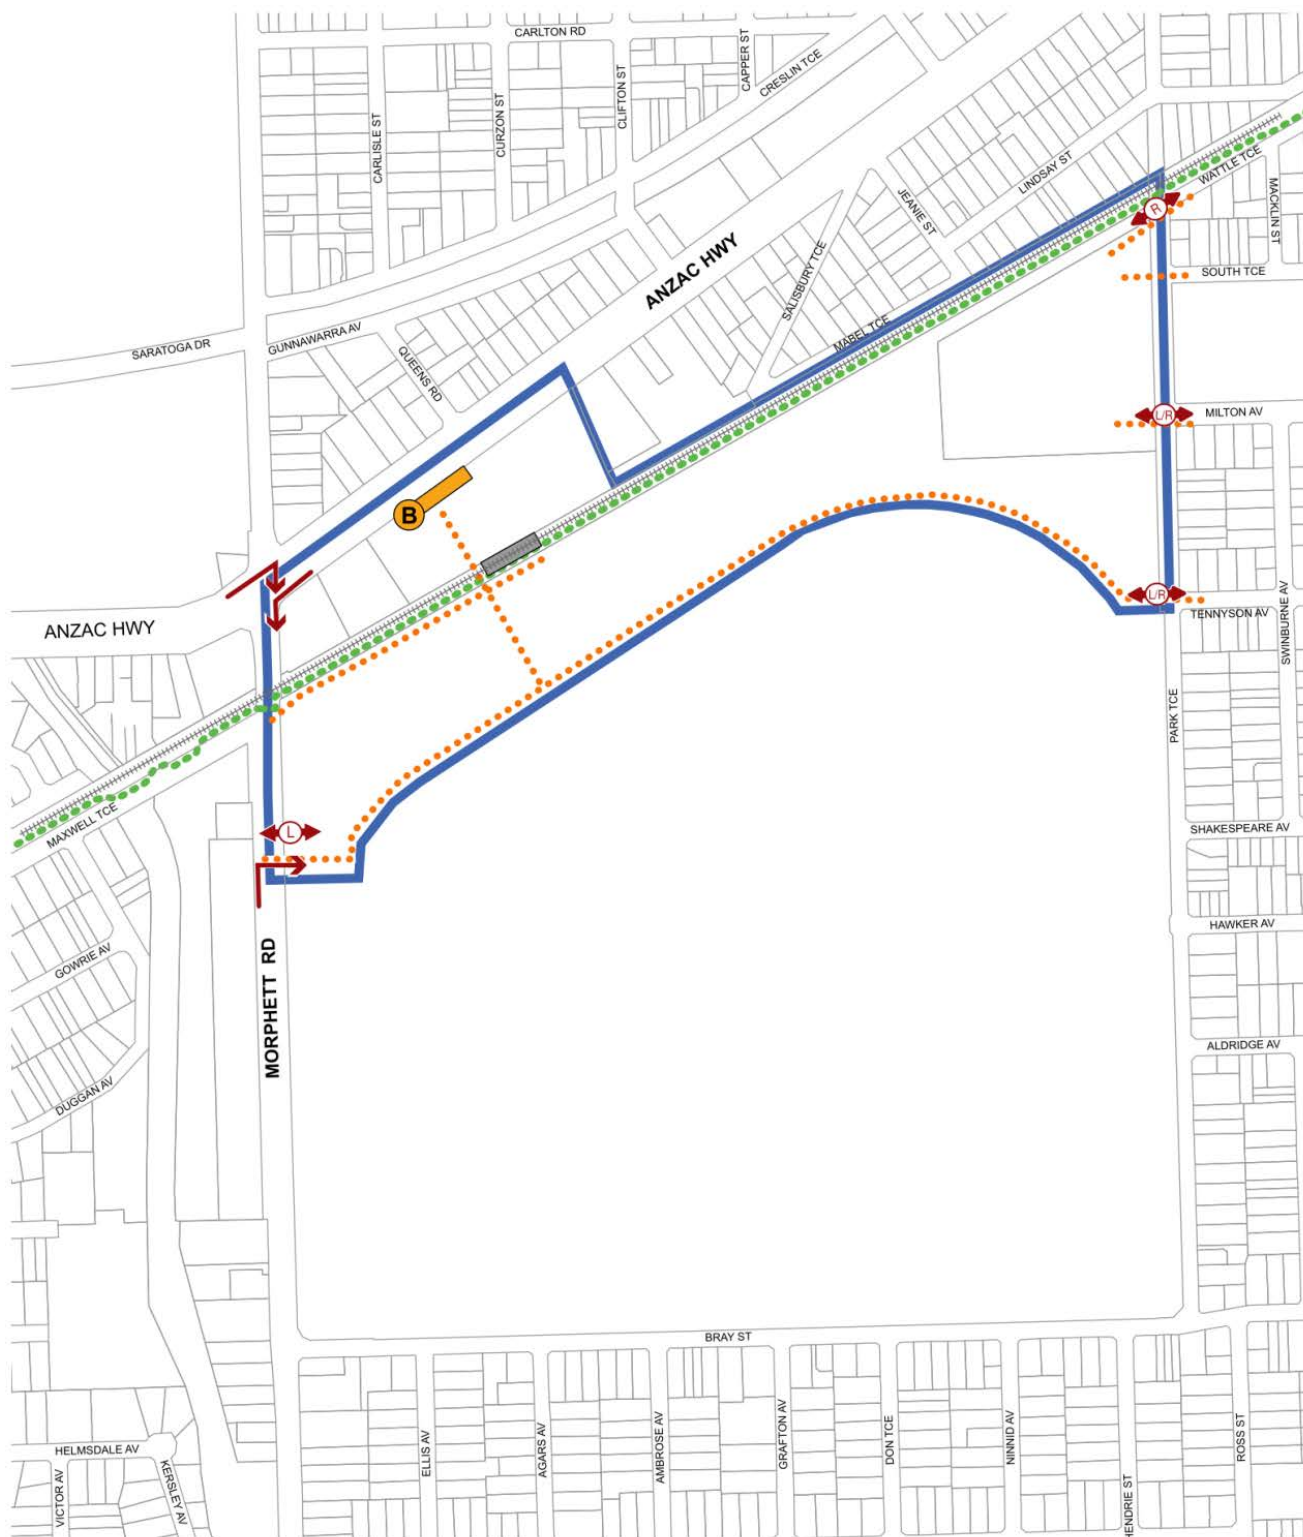 CARLTON RD
CAPPER ST
CRESLIN TCE
CLIFTON ST
CURZON ST
CARLISLE ST
LINDSAY ST
WATTLE TCE
MACKLIN ST
JEANIE ST
R
ANZAC HWY
SALISBURY TCE
SOUTH TCE
MABEL TCE
GUNNAWARRA AV
SARATOGA DR
QUEENS RD
L/R
MILTON AV
B
L/R
TENNYSON AV
SWINBURNE AV
ANZAC HWY
PARK TCE
MAXWELL TCE
L
SHAKESPEARE AV
HAWKER AV
GOWRIE AV
MORPHETT RD
ALDRIDGE AV
DUGGAN AV
BRAY ST
HELMSDALE AV
VICTOR AV
KERSLEY AV
ELLIS AV
AGARS AV
AMBROSE AV
GRAFTON AV
DON TCE
NINNID AV
HENDRIE ST
ROSS ST